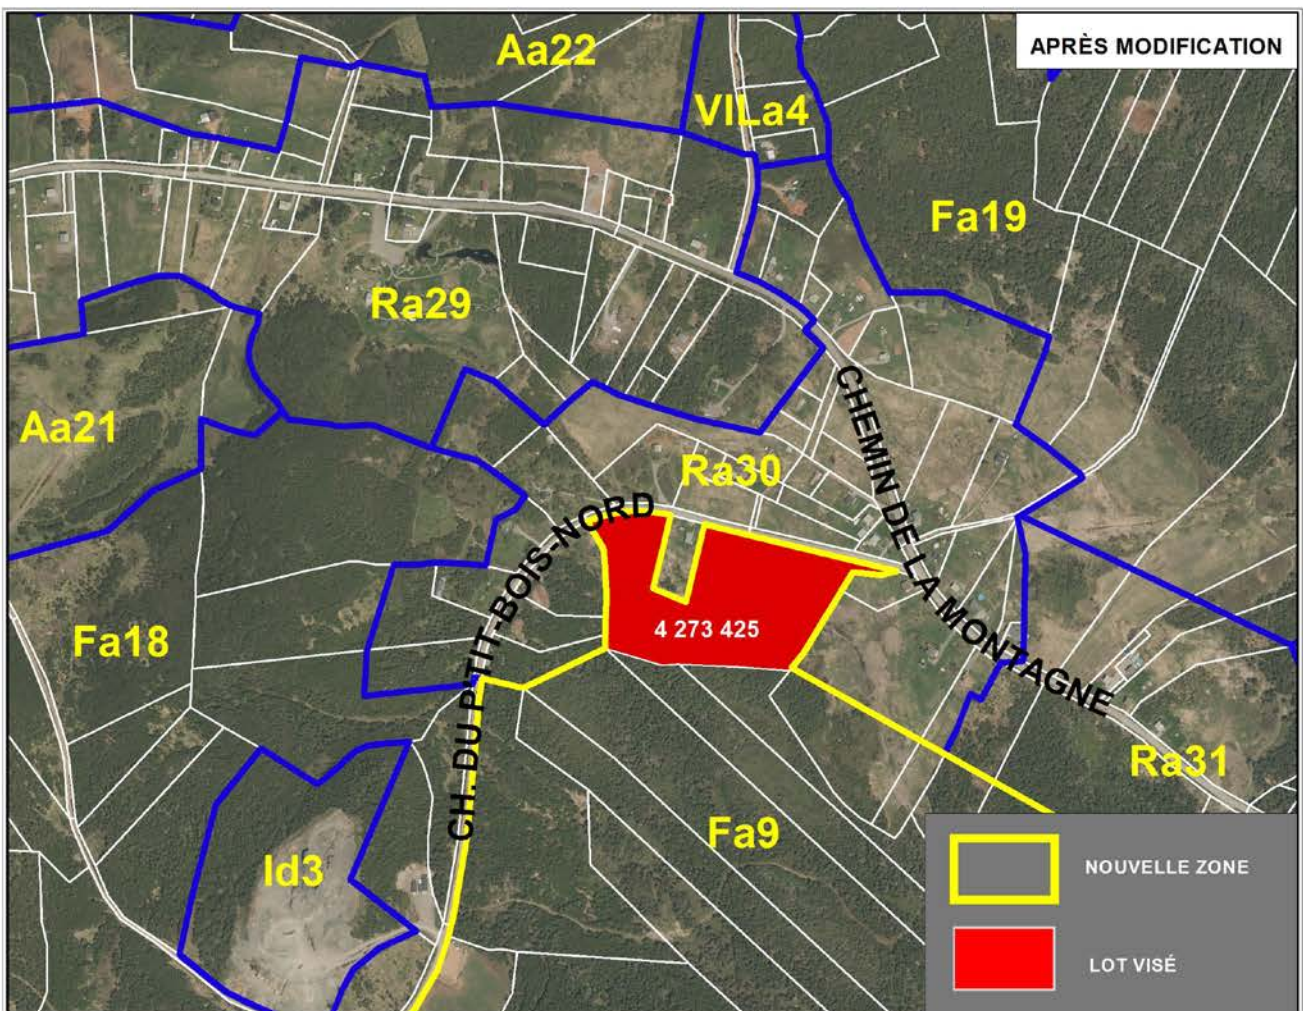 APRÈS MODIFICATION
Aa22
VILa4
Fa19
Ra29
Aa21
Ra30
CHEMIN DE LA MONTAGNE
CH. DU P'TIT-BOIS-NORD
4 273 425
Fa18
Ra31
Fa9
Id3
NOUVELLE ZONE
LOT VISÉ